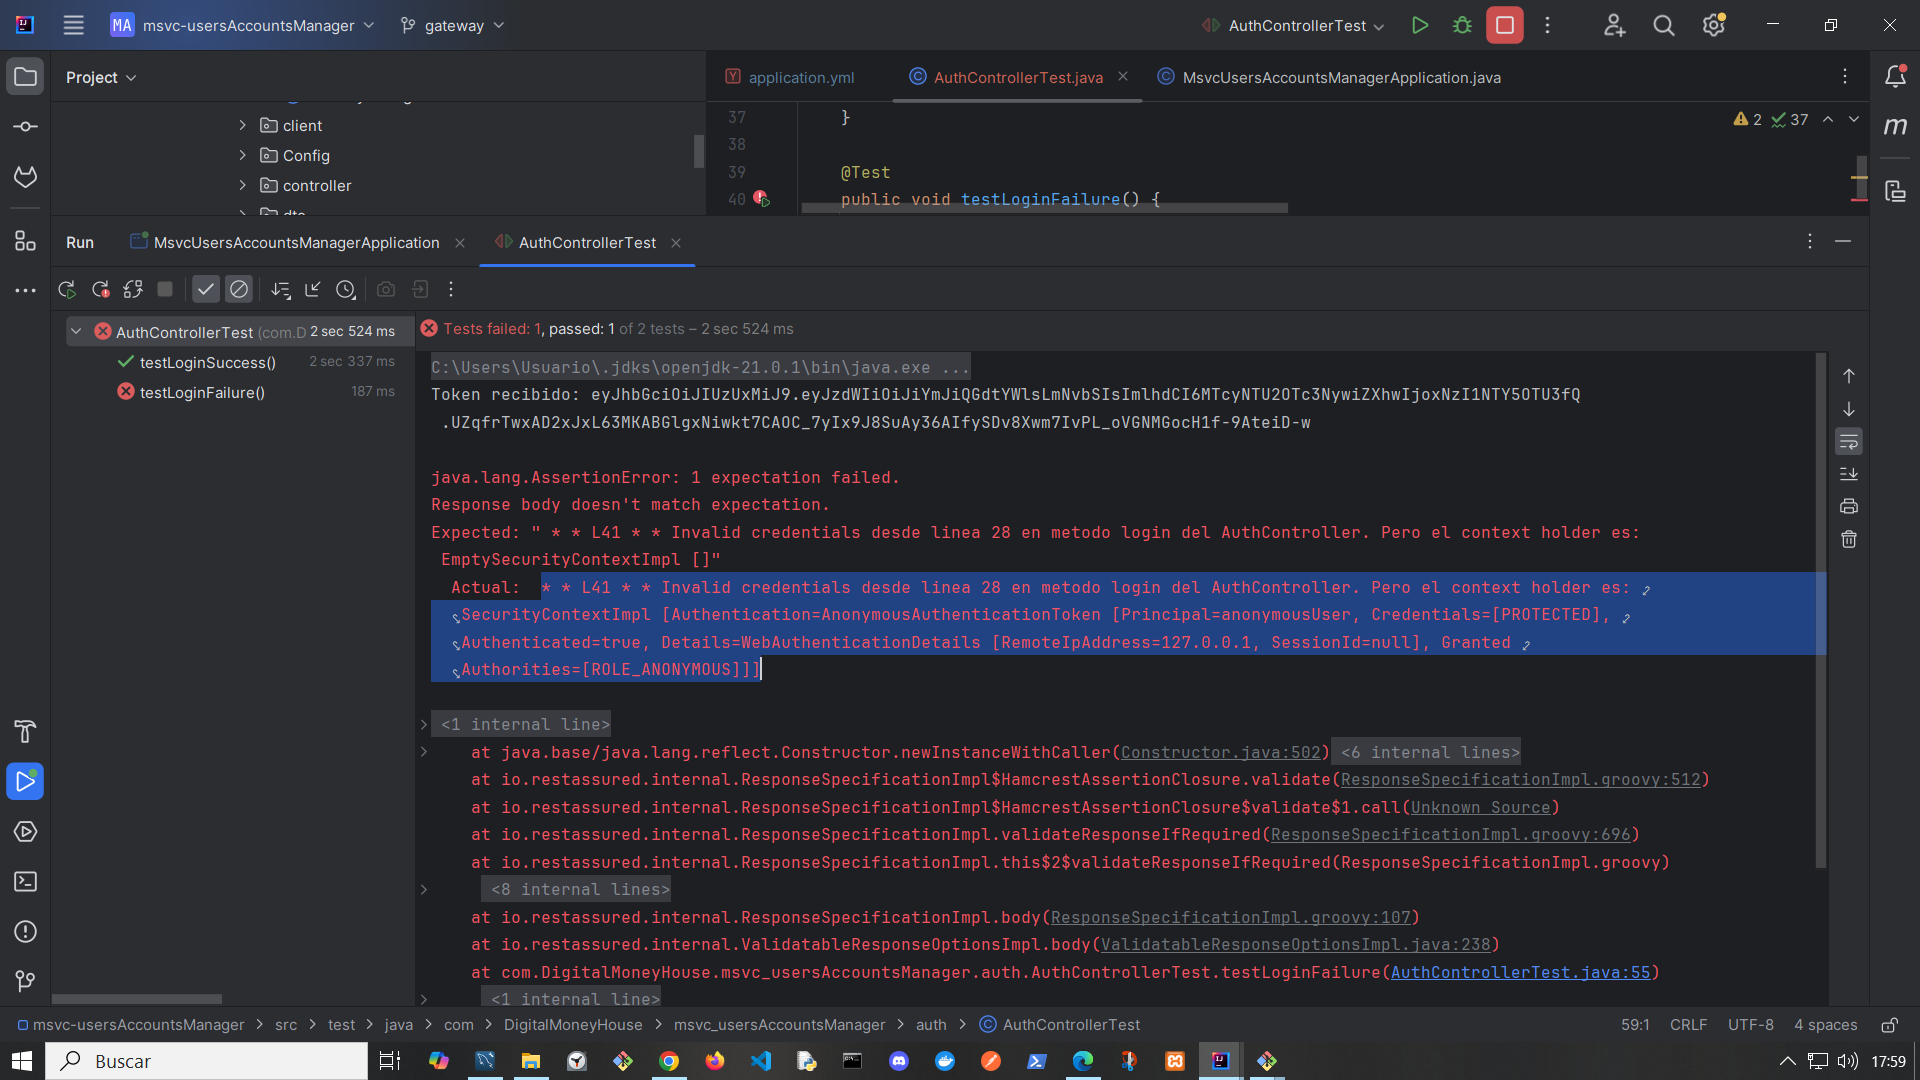 MA msvc-usersAccountsManager gateway AuthControllerTest
Project
application.yml AuthControllerTest.java MsvcUsersAccountsManagerApplication.java
client
Config
controller
37 }
2 37
38
39 @Test
40 public void testLoginFailure() {
Run MsvcUsersAccountsManagerApplication AuthControllerTest
AuthControllerTest (com.D 2 sec 524 ms
testLoginSuccess() 2 sec 337 ms
testLoginFailure() 187 ms
Tests failed: 1, passed: 1 of 2 tests – 2 sec 524 ms
C:\Users\Usuario\.jdks\openjdk-21.0.1\bin\java.exe ...
Token recibido: eyJhbGciOiJIUzUxMiJ9.eyJzdWIiOiJiYmJiQGdtYWlsLmNvbSIsImlhdCI6MTcyNTU2OTc3NywiZXhwIjoxNzI1NTY5OTU3fQ
.UZqfrTwxAD2xJxL63MKABGlgxNiwkt7CAOC_7yIx9J8SuAy36AIfySDv8Xwm7IvPL_oVGNMGocH1f-9AteiD-w
java.lang.AssertionError: 1 expectation failed.
Response body doesn't match expectation.
Expected: " * * L41 * * Invalid credentials desde linea 28 en metodo login del AuthController. Pero el context holder es:
EmptySecurityContextImpl []"
Actual:  * * L41 * * Invalid credentials desde linea 28 en metodo login del AuthController. Pero el context holder es:
SecurityContextImpl [Authentication=AnonymousAuthenticationToken [Principal=anonymousUser, Credentials=[PROTECTED],
Authenticated=true, Details=WebAuthenticationDetails [RemoteIpAddress=127.0.0.1, SessionId=null], Granted
Authorities=[ROLE_ANONYMOUS]]]
<1 internal line>
at java.base/java.lang.reflect.Constructor.newInstanceWithCaller(Constructor.java:502) <6 internal lines>
at io.restassured.internal.ResponseSpecificationImpl$HamcrestAssertionClosure.validate(ResponseSpecificationImpl.groovy:512)
at io.restassured.internal.ResponseSpecificationImpl$HamcrestAssertionClosure$validate$1.call(Unknown Source)
at io.restassured.internal.ResponseSpecificationImpl.validateResponseIfRequired(ResponseSpecificationImpl.groovy:696)
at io.restassured.internal.ResponseSpecificationImpl.this$2$validateResponseIfRequired(ResponseSpecificationImpl.groovy)
<8 internal lines>
at io.restassured.internal.ResponseSpecificationImpl.body(ResponseSpecificationImpl.groovy:107)
at io.restassured.internal.ValidatableResponseOptionsImpl.body(ValidatableResponseOptionsImpl.java:238)
at com.DigitalMoneyHouse.msvc_usersAccountsManager.auth.AuthControllerTest.testLoginFailure(AuthControllerTest.java:55)
<1 internal line>
msvc-usersAccountsManager > src > test > java > com > DigitalMoneyHouse > msvc_usersAccountsManager > auth > AuthControllerTest 59:1 CRLF UTF-8 4 spaces
Buscar 17:59